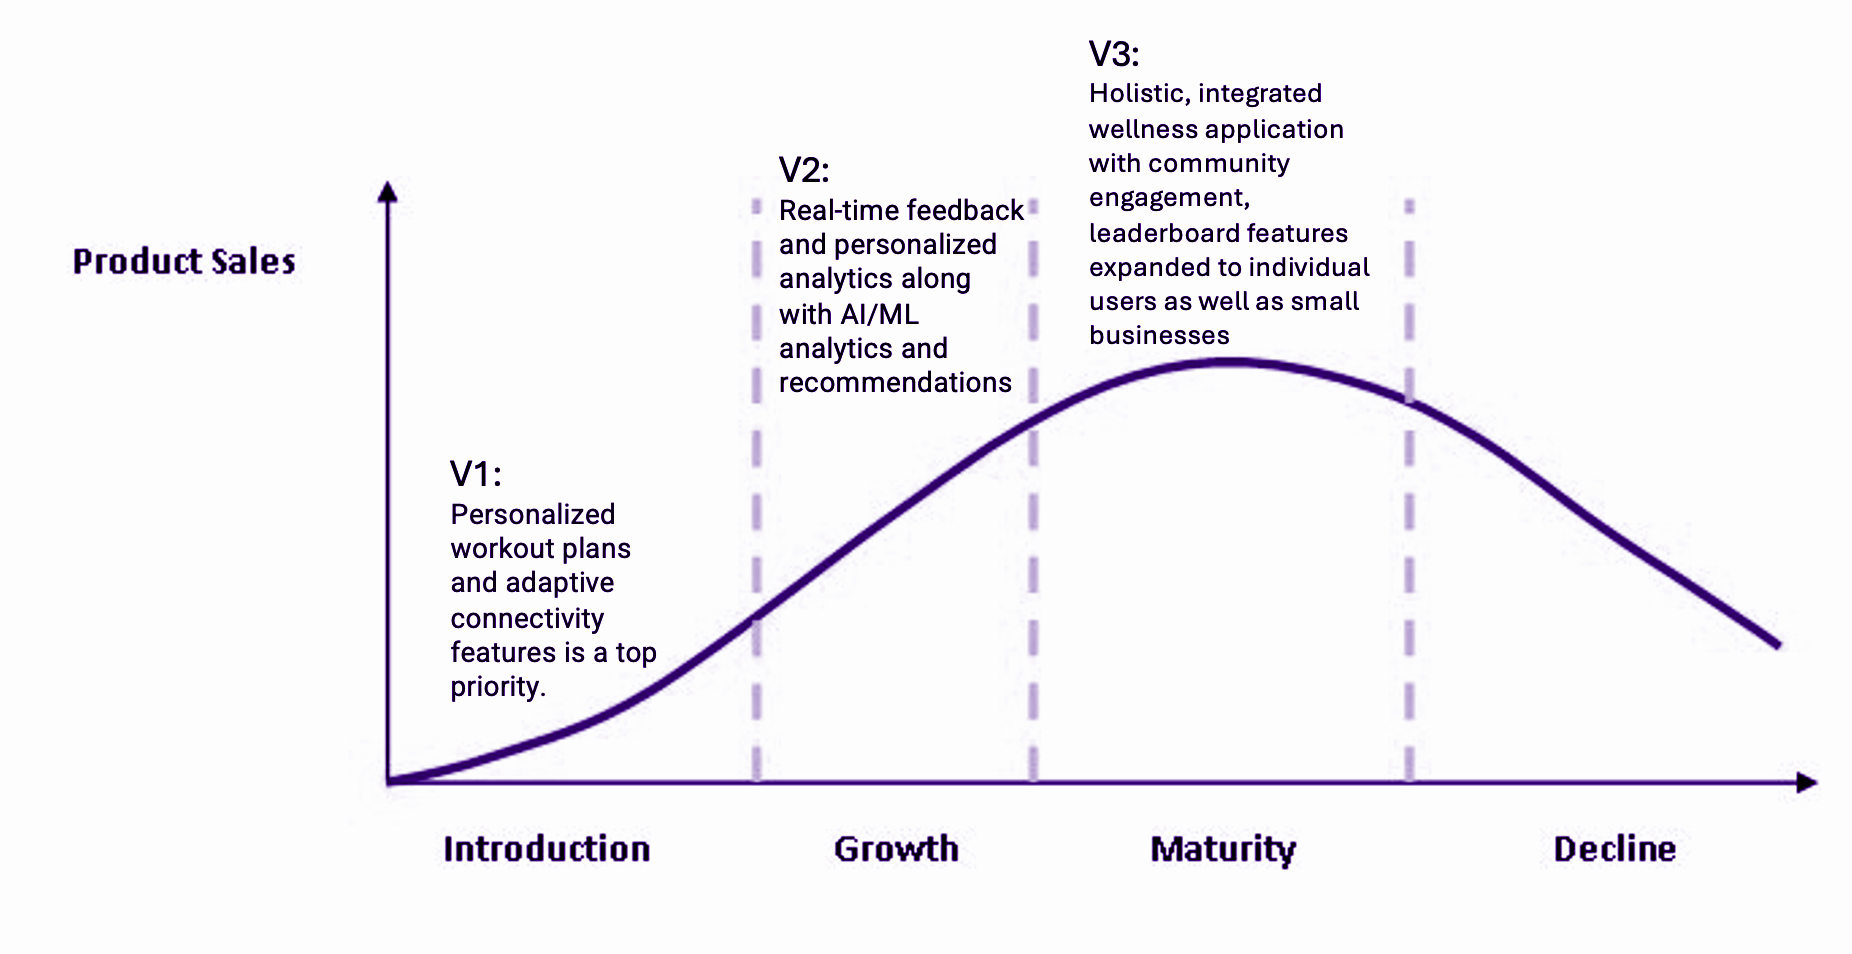 V3:
Holistic, integrated
wellness application
with community
engagement,
leaderboard features
expanded to individual
users as well as small
businesses
V2:
Real-time feedback
and personalized
analytics along
with AI/ML
analytics and
recommendations
Product Sales
V1:
Personalized
workout plans
and adaptive
connectivity
features is a top
priority.
Introduction
Growth
Maturity
Decline